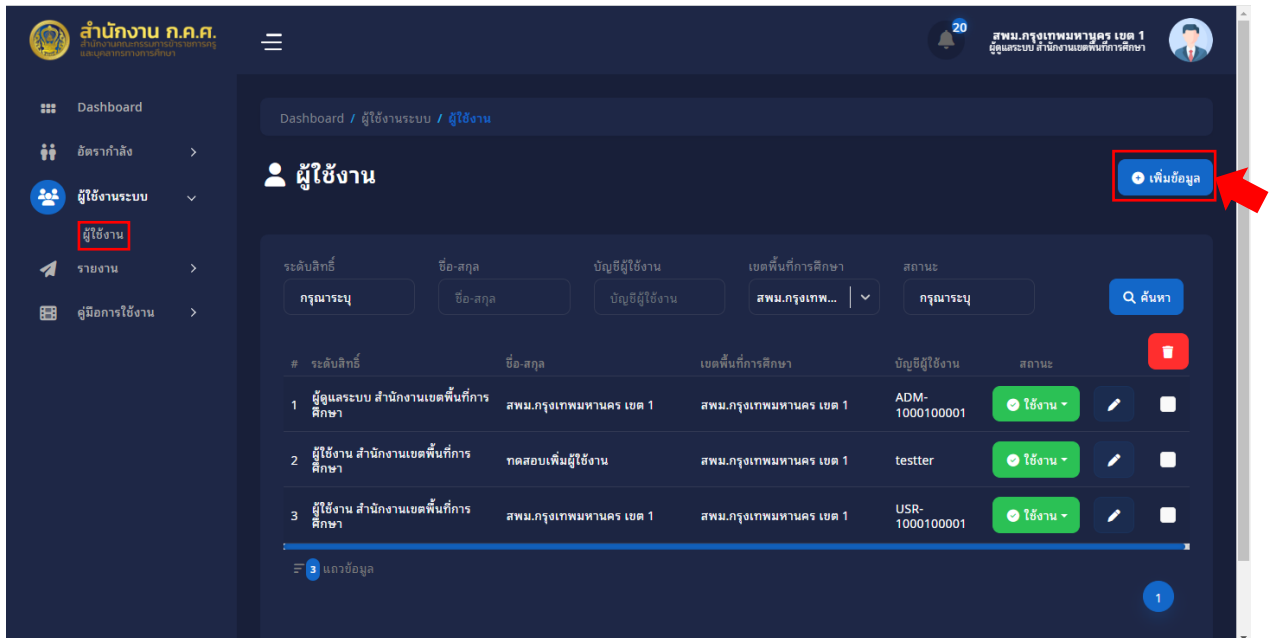 สำนักงาน ก.ค.ศ.
สำนักงานคณะกรรมการข้าราชการครู
และบุคลากรทางการศึกษา
20
สพม.กรุงเทพมหานคร เขต 1
ผู้ดูแลระบบ สำนักงานเขตพื้นที่การศึกษา
Dashboard
อัตรากำลัง
ผู้ใช้งานระบบ
ผู้ใช้งาน
รายงาน
คู่มือการใช้งาน
Dashboard / ผู้ใช้งานระบบ / ผู้ใช้งาน
ผู้ใช้งาน
เพิ่มข้อมูล
ระดับสิทธิ์ ชื่อ-สกุล บัญชีผู้ใช้งาน เขตพื้นที่การศึกษา สถานะ
กรุณาระบุ ชื่อ-สกุล บัญชีผู้ใช้งาน สพม.กรุงเทพ... กรุณาระบุ ค้นหา
# ระดับสิทธิ์ ชื่อ-สกุล เขตพื้นที่การศึกษา บัญชีผู้ใช้งาน สถานะ
1 ผู้ดูแลระบบ สำนักงานเขตพื้นที่การ
ศึกษา สพม.กรุงเทพมหานคร เขต 1 สพม.กรุงเทพมหานคร เขต 1 ADM-
1000100001 ใช้งาน
2 ผู้ใช้งาน สำนักงานเขตพื้นที่การ
ศึกษา ทดสอบเพิ่มผู้ใช้งาน สพม.กรุงเทพมหานคร เขต 1 testter ใช้งาน
3 ผู้ใช้งาน สำนักงานเขตพื้นที่การ
ศึกษา สพม.กรุงเทพมหานคร เขต 1 สพม.กรุงเทพมหานคร เขต 1 USR-
1000100001 ใช้งาน
3 แถวข้อมูล
1